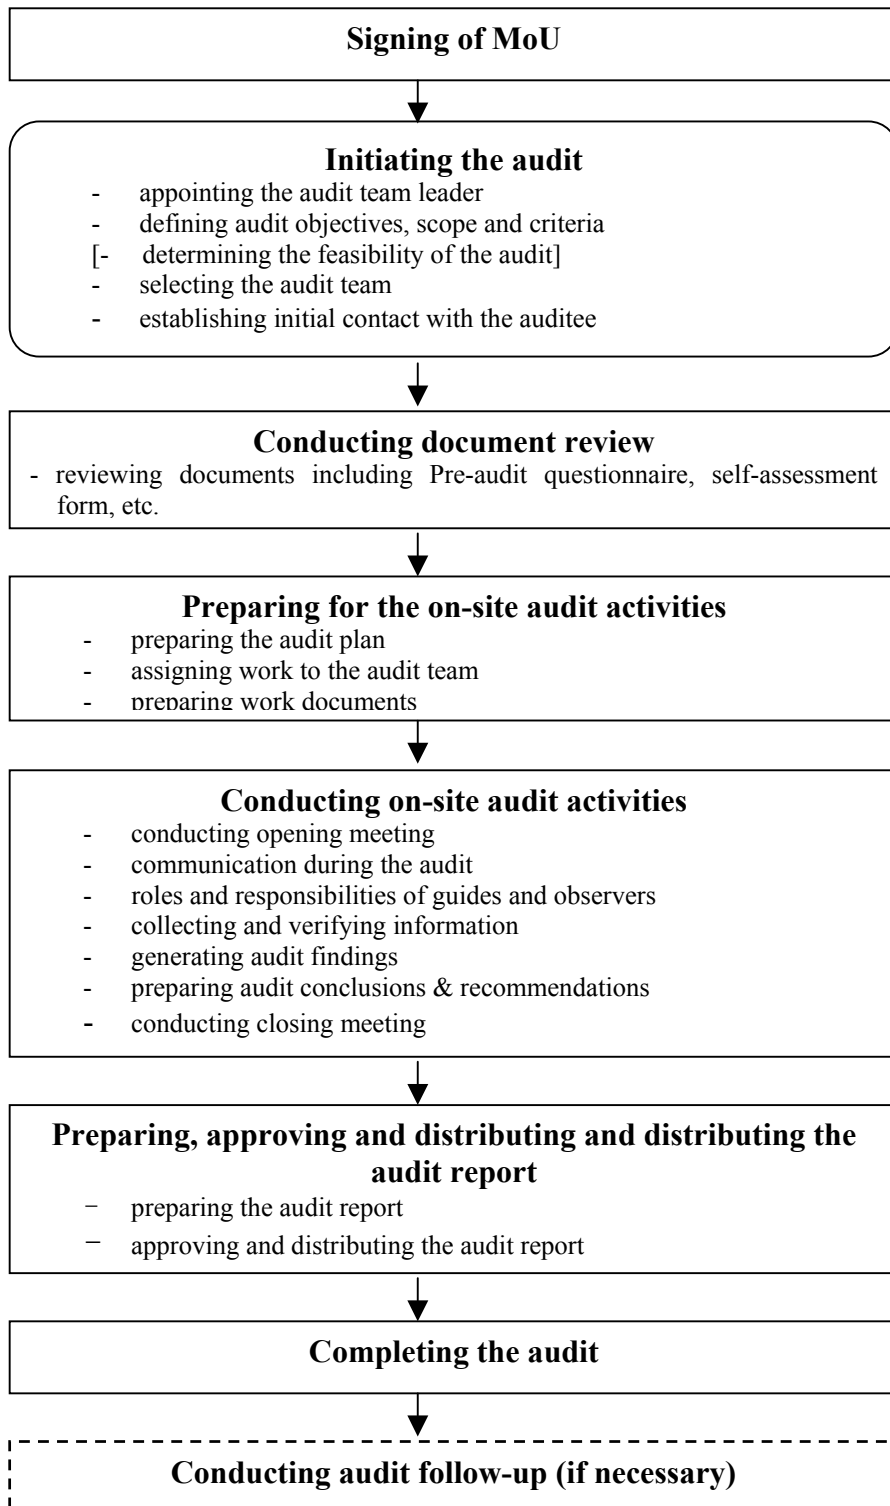 Signing of MoU
Initiating the audit
- appointing the audit team leader
- defining audit objectives, scope and criteria
[- determining the feasibility of the audit]
- selecting the audit team
- establishing initial contact with the auditee
Conducting document review
- reviewing documents including Pre-audit questionnaire, self-assessment
form, etc.
Preparing for the on-site audit activities
- preparing the audit plan
- assigning work to the audit team
- preparing work documents
Conducting on-site audit activities
- conducting opening meeting
- communication during the audit
- roles and responsibilities of guides and observers
- collecting and verifying information
- generating audit findings
- preparing audit conclusions & recommendations
- conducting closing meeting
Preparing, approving and distributing and distributing the
audit report
– preparing the audit report
– approving and distributing the audit report
Completing the audit
Conducting audit follow-up (if necessary)